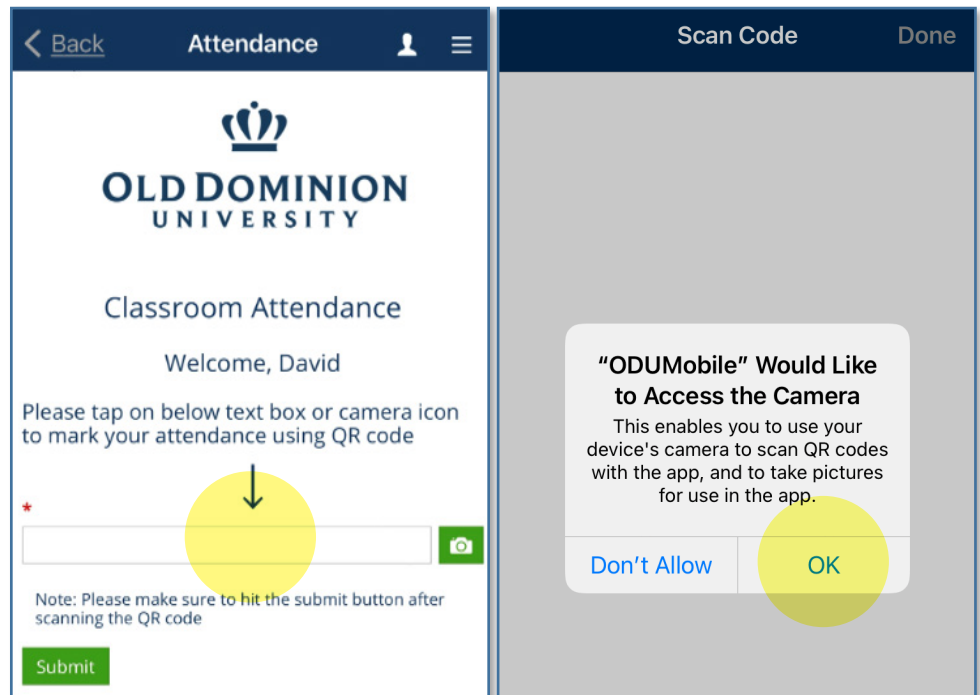 Back
Attendance
OLD DOMINION
UNIVERSITY
Classroom Attendance
Welcome, David
Please tap on below text box or camera icon
to mark your attendance using QR code
*
Note: Please make sure to hit the submit button after
scanning the QR code
Submit
Scan Code
Done
“ODUMobile” Would Like
to Access the Camera
This enables you to use your
device's camera to scan QR codes
with the app, and to take pictures
for use in the app.
Don’t Allow
OK